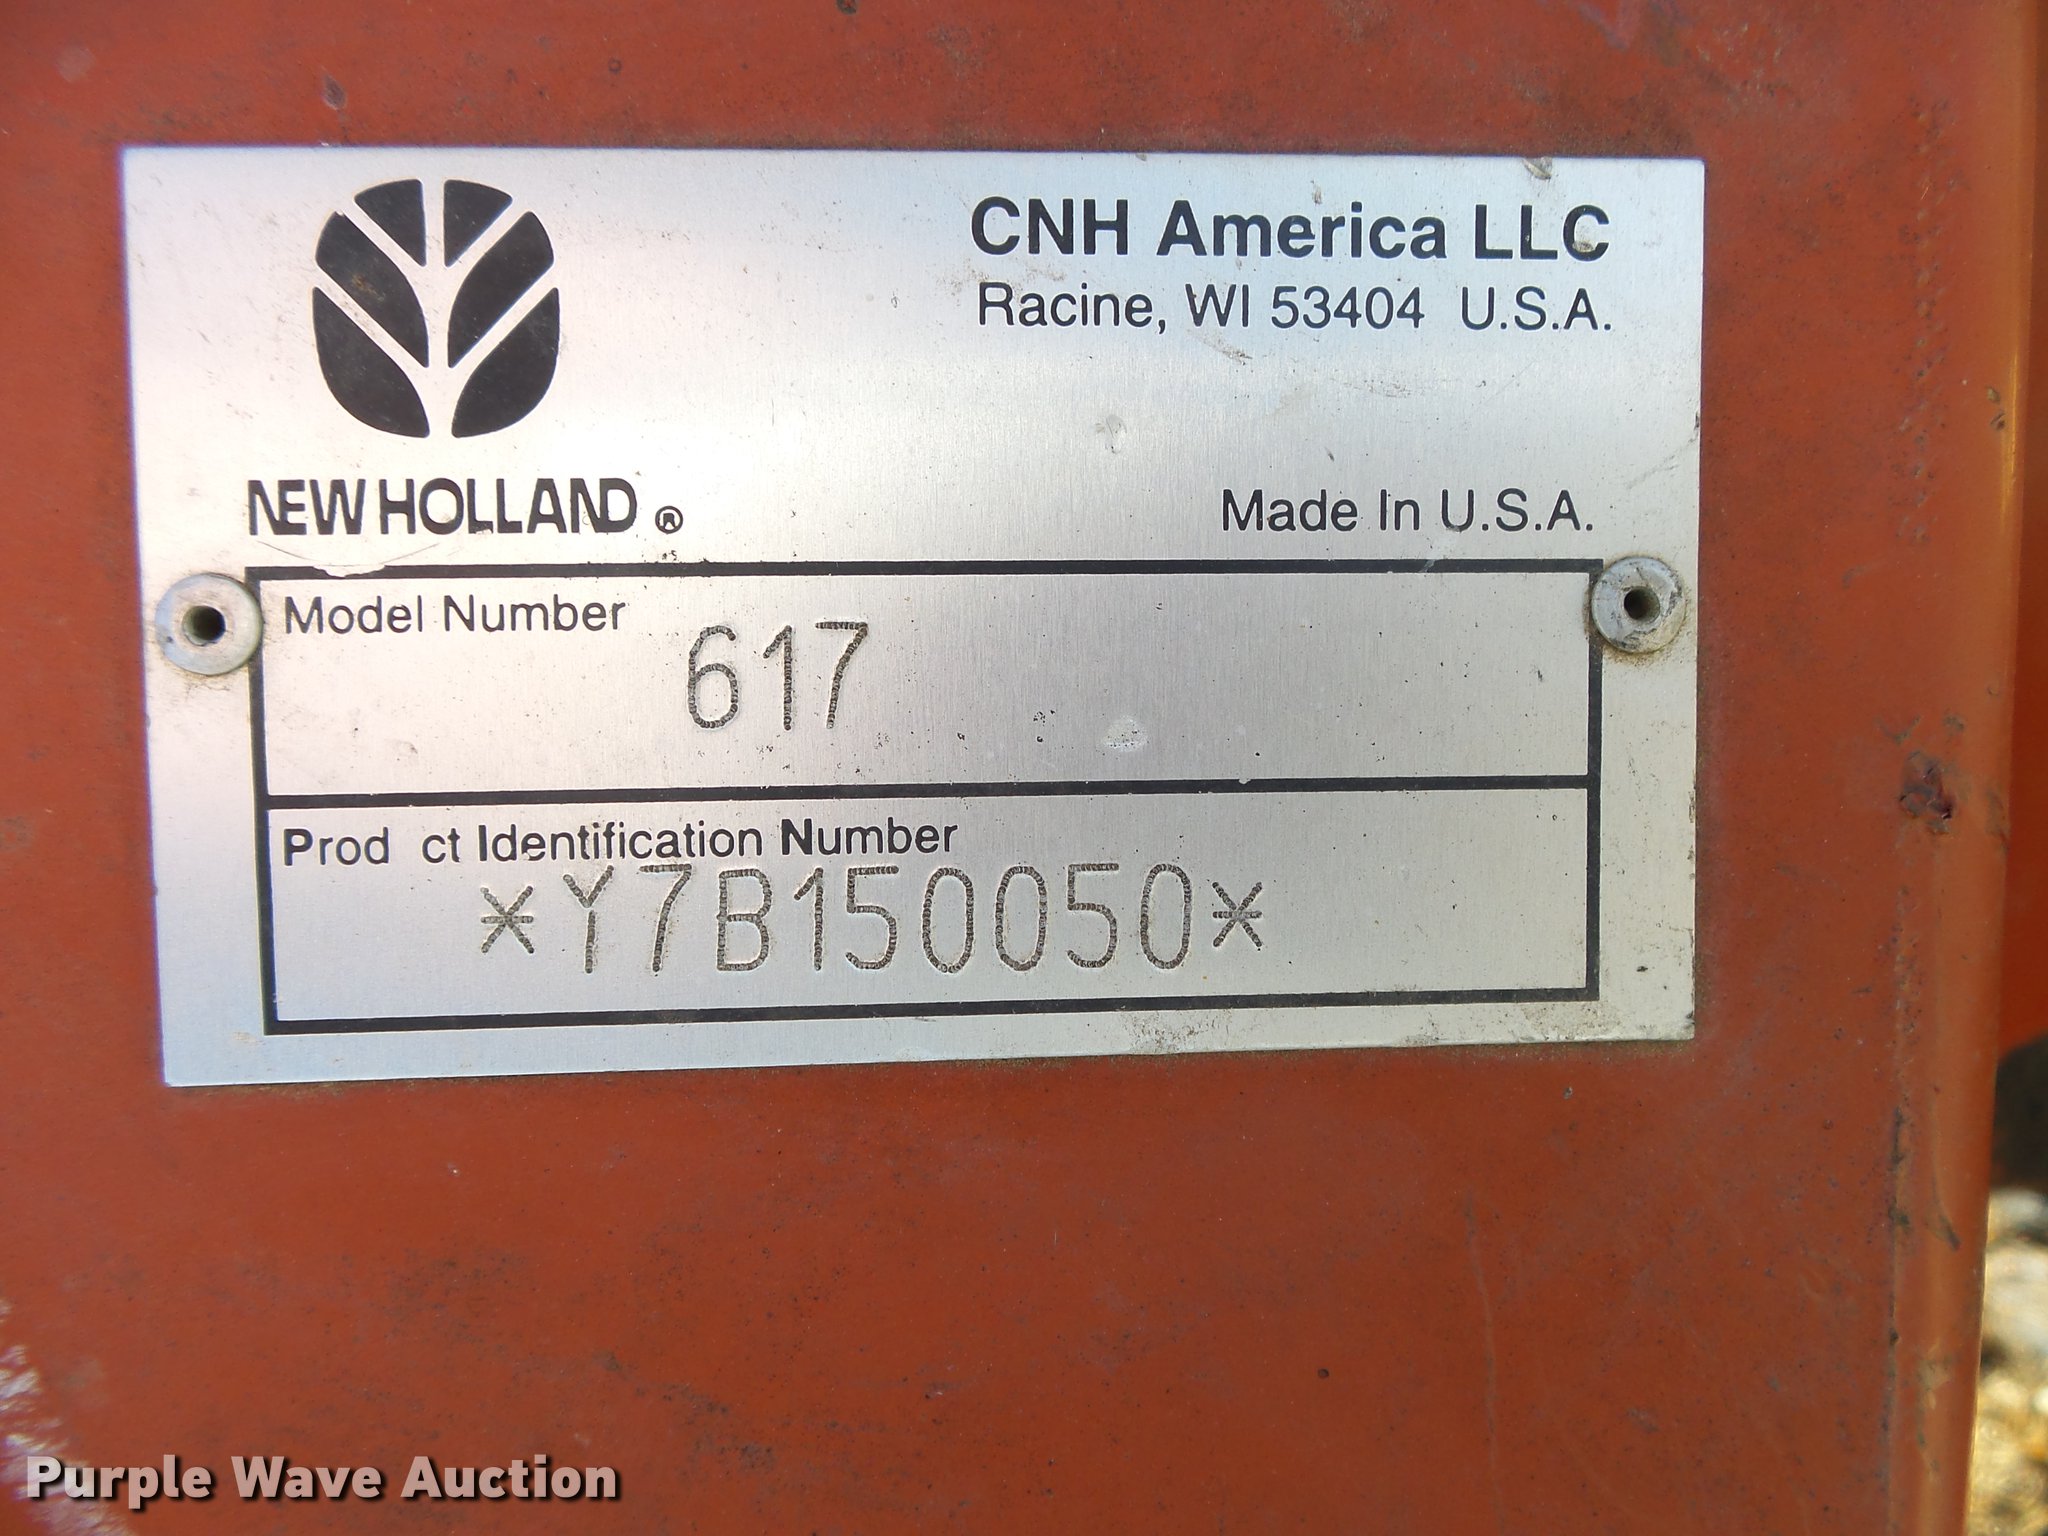 CNH America LLC
Racine, WI 53404 U.S.A.
NEW HOLLAND ®
Made In U.S.A.
Model Number
617
Prod ct Identification Number
*Y7B150050*
Purple Wave Auction